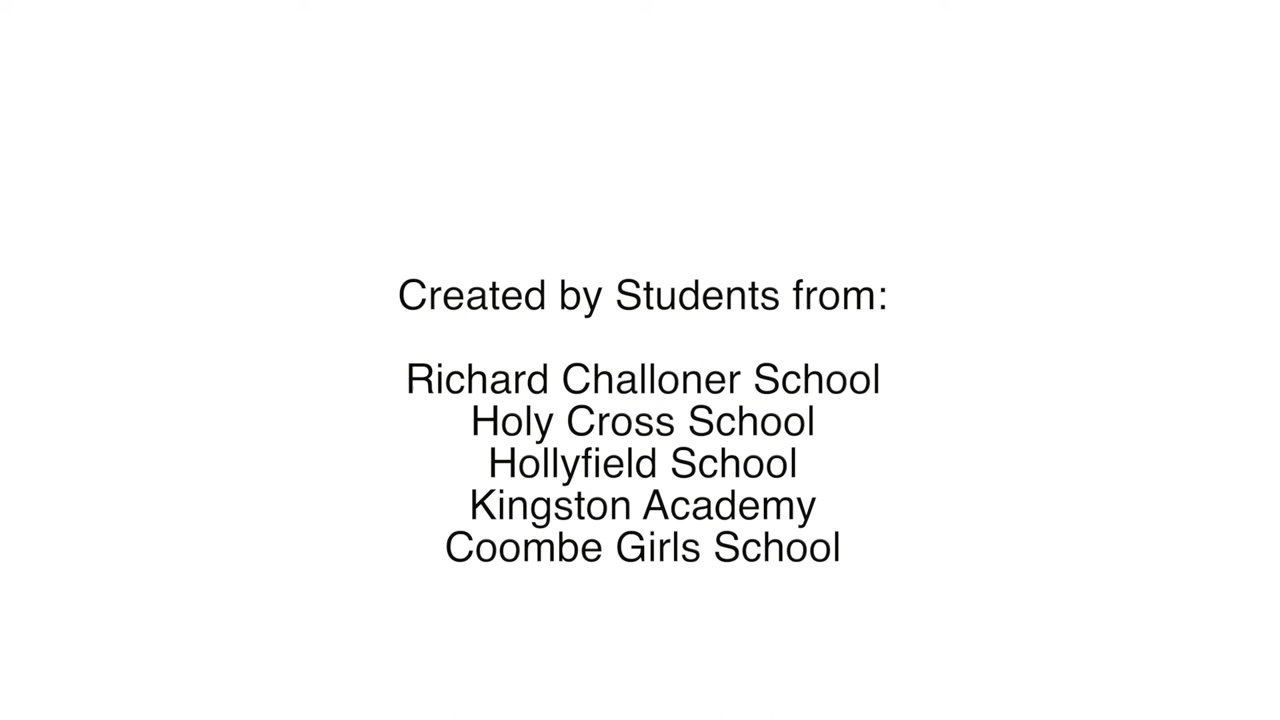 Created by Students from:
Richard Challoner School
Holy Cross School
Hollyfield School
Kingston Academy
Coombe Girls School